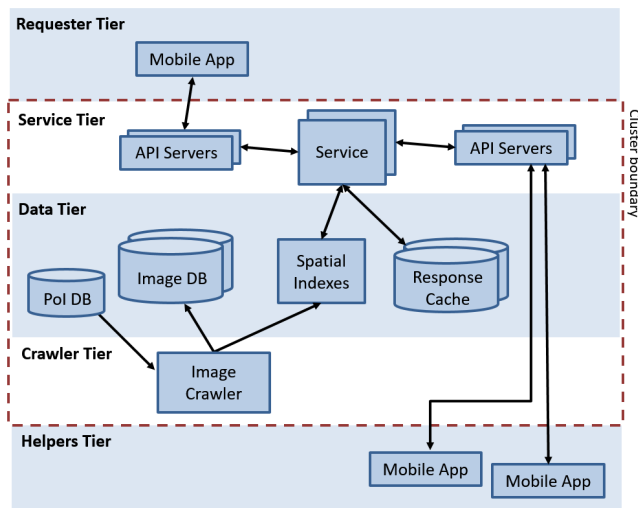 Requester Tier
Mobile App
Service Tier
API Servers
Service
API Servers
Cluster boundary
Data Tier
PoI DB
Image DB
Spatial
Indexes
Response
Cache
Crawler Tier
Image
Crawler
Helpers Tier
Mobile App
Mobile App